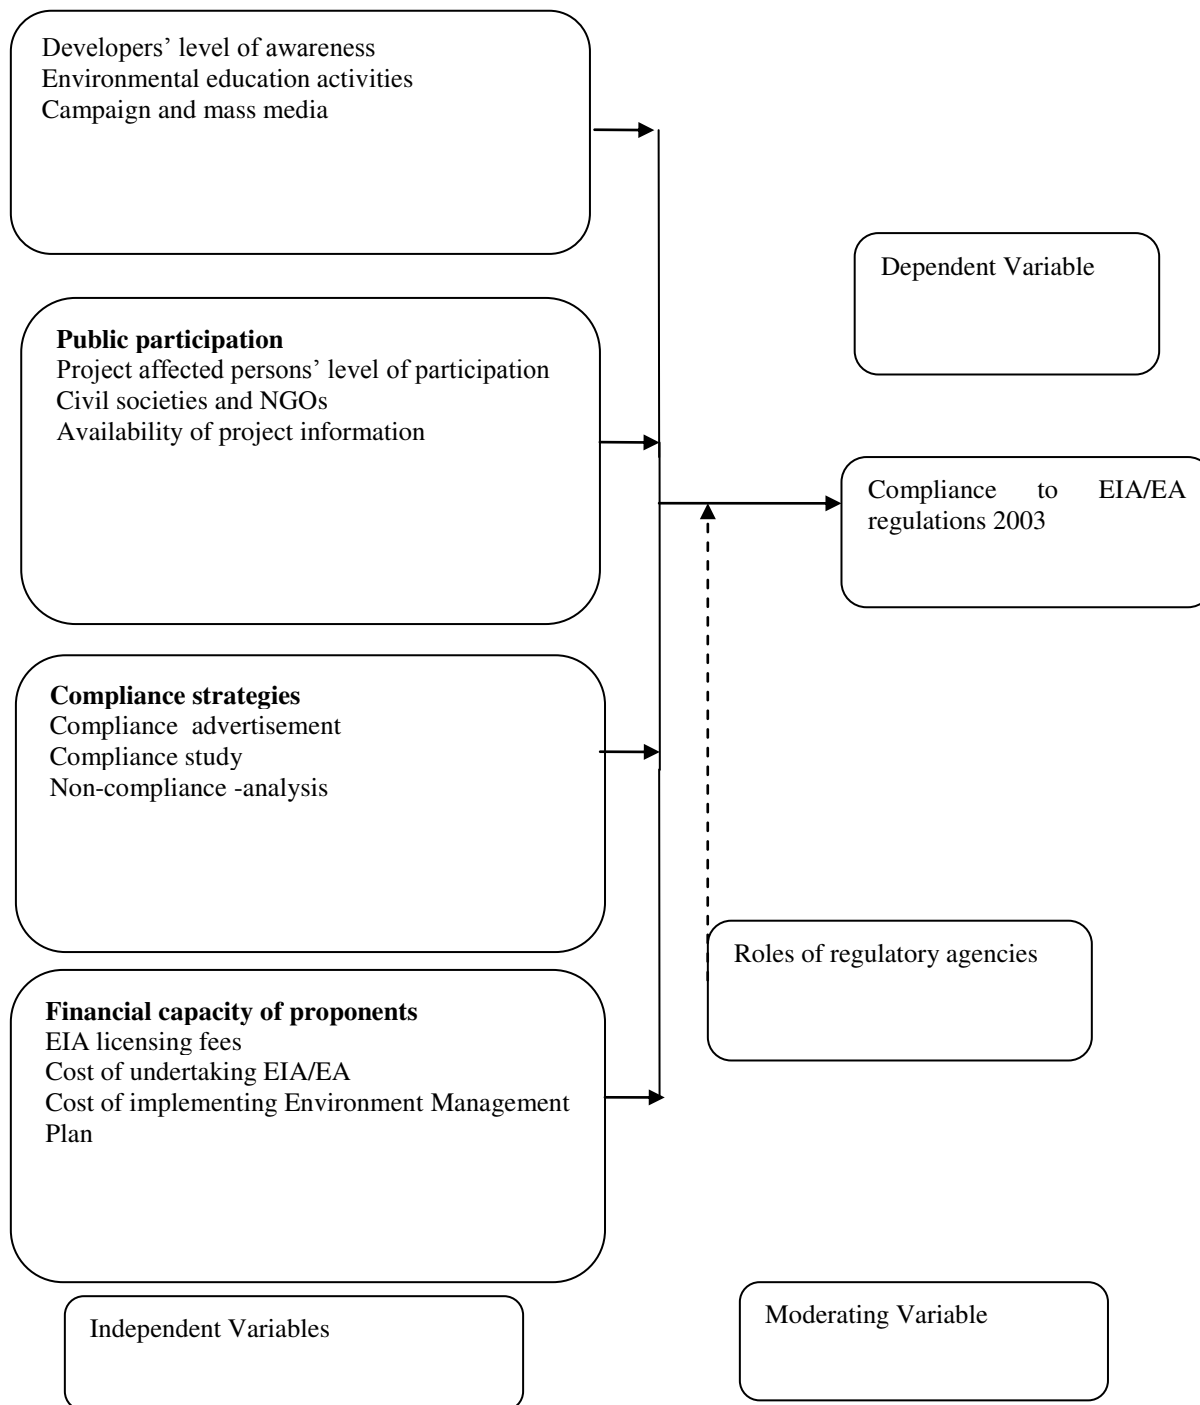 Developers’ level of awareness
Environmental education activities
Campaign and mass media
Dependent Variable
Public participation
Project affected persons’ level of participation
Civil societies and NGOs
Availability of project information
Compliance to EIA/EA
regulations 2003
Compliance strategies
Compliance advertisement
Compliance study
Non-compliance -analysis
Roles of regulatory agencies
Financial capacity of proponents
EIA licensing fees
Cost of undertaking EIA/EA
Cost of implementing Environment Management
Plan
Independent Variables
Moderating Variable